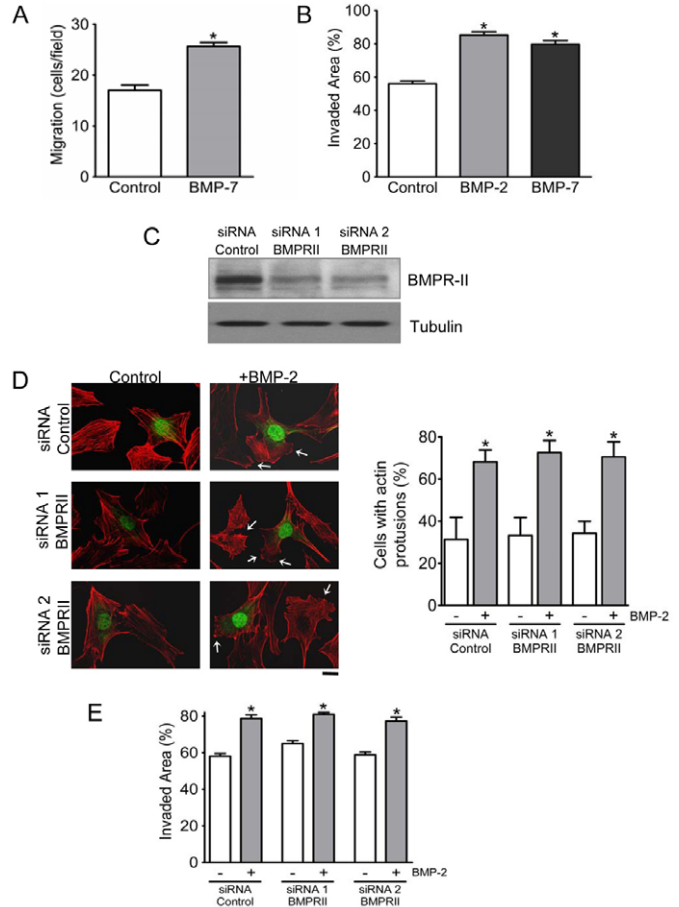 A
Migration (cells/field)
30
20
10
0
Control
BMP-7
*
B
Invaded Area (%)
100
80
60
40
20
0
Control
BMP-2
BMP-7
*
*
C
siRNA siRNA 1 siRNA 2
Control BMPRII BMPRII
BMPR-II
Tubulin
D
Control +BMP-2
siRNA
Control
siRNA 1
BMPRII
siRNA 2
BMPRII
Cells with actin
protusions (%)
80
60
40
20
0
* * *
- + - + - + BMP-2
siRNA siRNA 1 siRNA 2
Control BMPRII BMPRII
E
Invaded Area (%)
80
60
40
20
0
* * *
- + - + - + BMP-2
siRNA siRNA 1 siRNA 2
Control BMPRII BMPRII